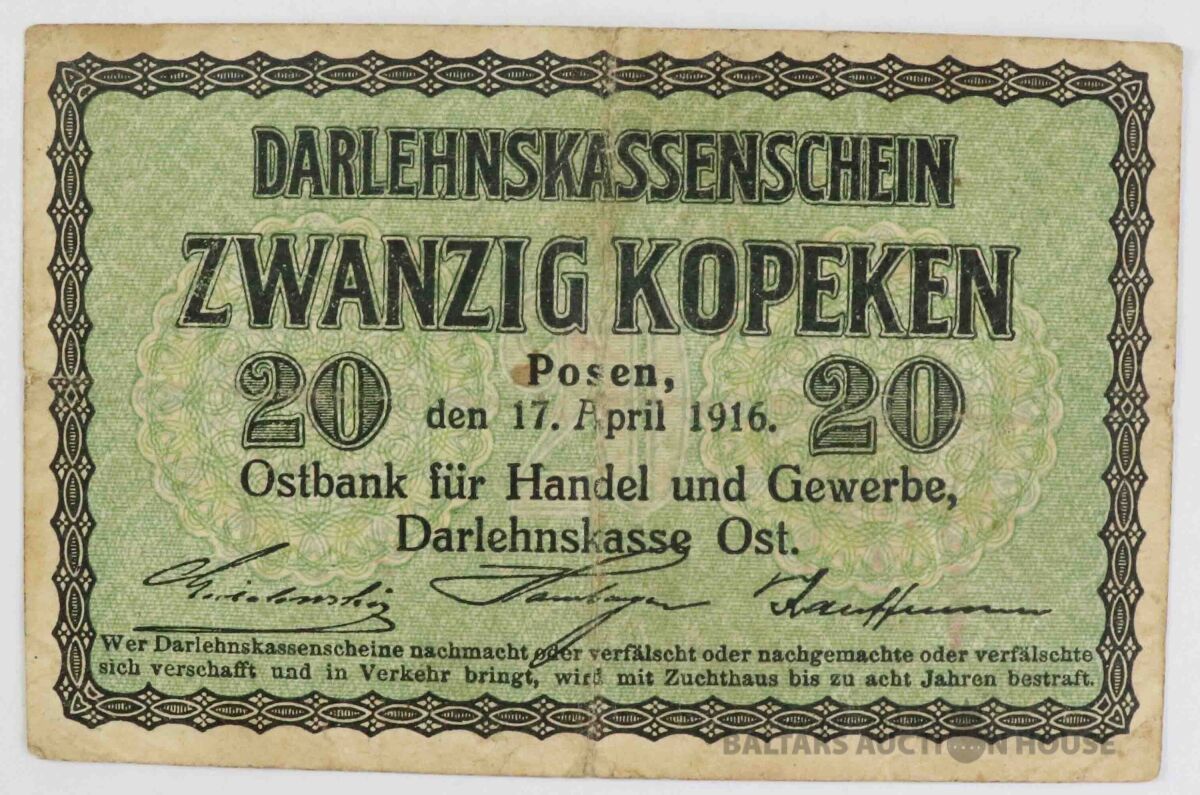 DARLEHNSKASSENSCHEIN
ZWANZIG KOPEKEN
20 Posen, 20
den 17. April 1916.
Ostbank für Handel und Gewerbe,
Darlehnskasse Ost.
Kauffmann
Wer Darlehnskassenscheine nachmacht oder verfälscht oder nachgemachte oder verfälschte
sich verschafft und in Verkehr bringt, wird mit Zuchthaus bis zu acht Jahren bestraft.
BALTARS AUCTION HOUSE